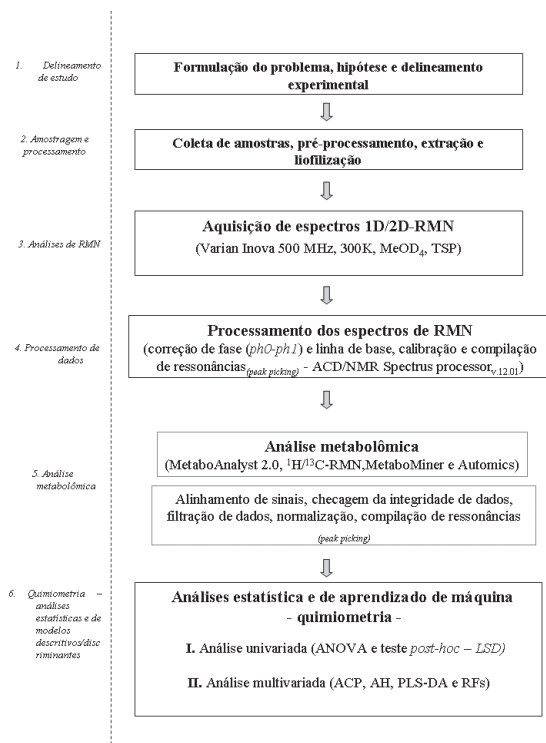 1. Delineamento
de estudo
Formulação do problema, hipótese e delineamento
experimental
2. Amostragem e
processamento
Coleta de amostras, pré-processamento, extração e
liofilização
3. Análises de RMN
Aquisição de espectros 1D/2D-RMN
(Varian Inova 500 MHz, 300K, MeOD4, TSP)
4. Processamento de
dados
Processamento dos espectros de RMN
(correção de fase (ph0-ph1) e linha de base, calibração e compilação
de ressonâncias(peak picking) - ACD/NMR Spectrus processorv.12.01)
5. Análise
metabolômica
Análise metabolômica
(MetaboAnalyst 2.0, ¹H/¹³C-RMN,MetaboMiner e Automics)
Alinhamento de sinais, checagem da integridade de dados,
filtração de dados, normalização, compilação de ressonâncias
(peak picking)
6. Quimiometria –
análises
estatísticas e de
modelos
descritivos/disc
riminantes
Análises estatística e de aprendizado de máquina
- quimiometria -
I. Análise univariada (ANOVA e teste post-hoc – LSD)
II. Análise multivariada (ACP, AH, PLS-DA e RFs)